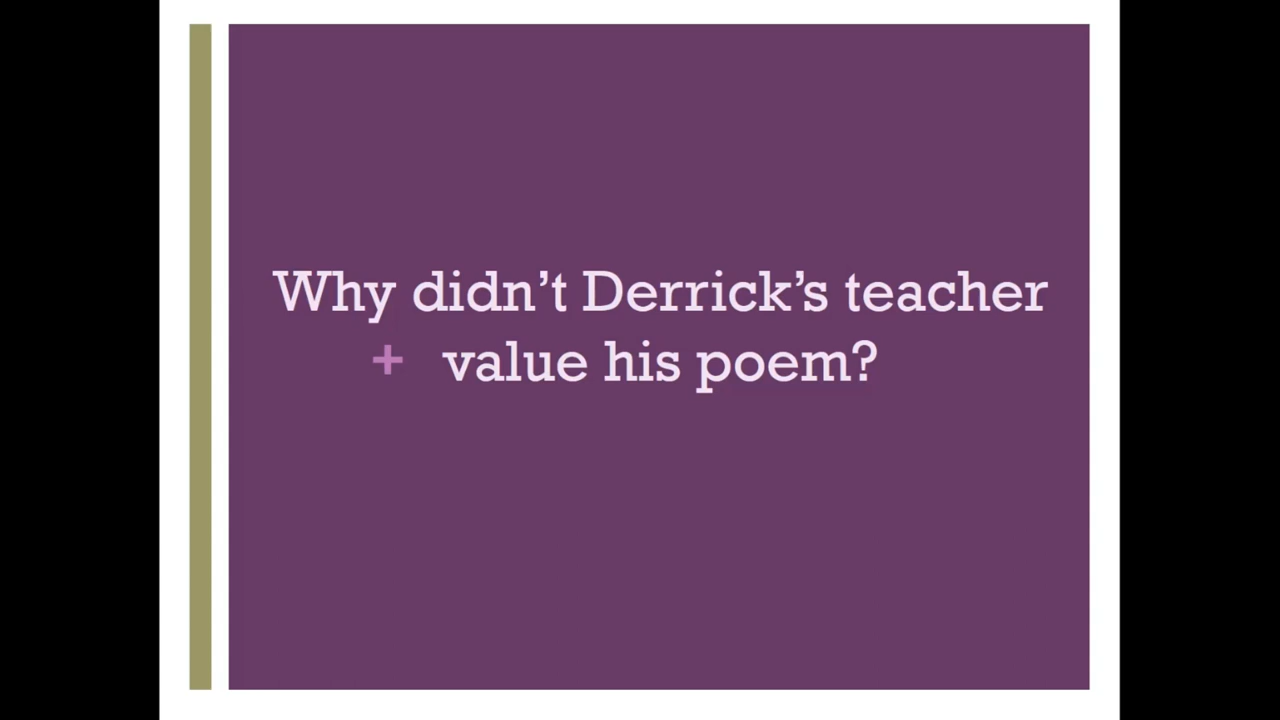 Why didn’t Derrick’s teacher
+ value his poem?